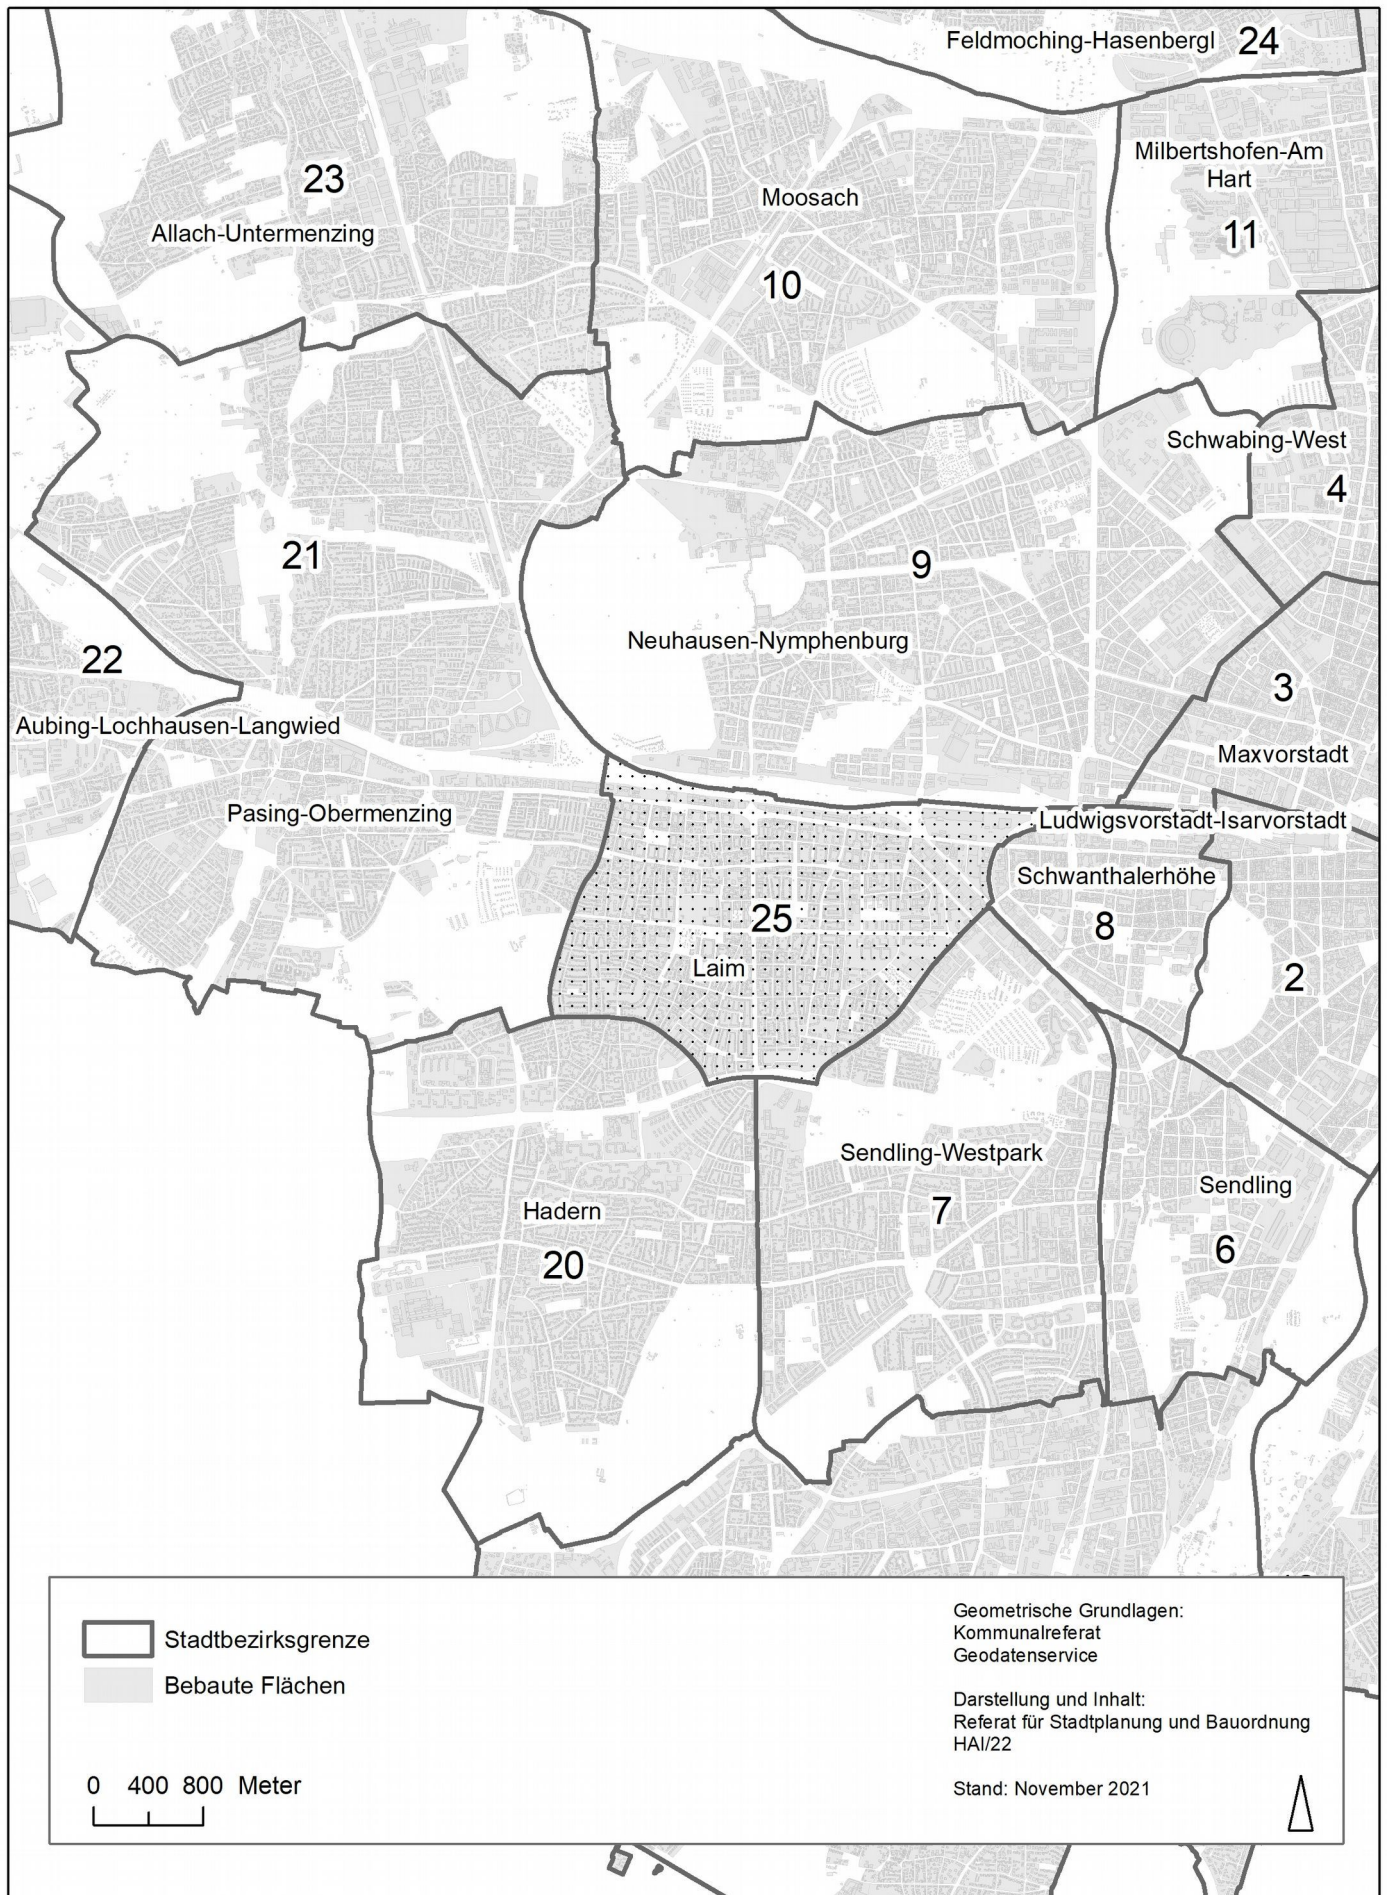 Feldmoching-Hasenbergl 24
Milbertshofen-Am
Hart
11
23
Allach-Untermenzing
Moosach
10
Schwabing-West
4
21
9
Neuhausen-Nymphenburg
22
3
Aubing-Lochhausen-Langwied
Maxvorstadt
Pasing-Obermenzing
Ludwigsvorstadt-Isarvorstadt
Schwanthalerhöhe
25
8
Laim
2
Sendling-Westpark
7
Sendling
6
Hadern
20
Stadtbezirksgrenze
Bebaute Flächen
0 400 800 Meter
Geometrische Grundlagen:
Kommunalreferat
Geodatenservice
Darstellung und Inhalt:
Referat für Stadtplanung und Bauordnung
HAI/22
Stand: November 2021